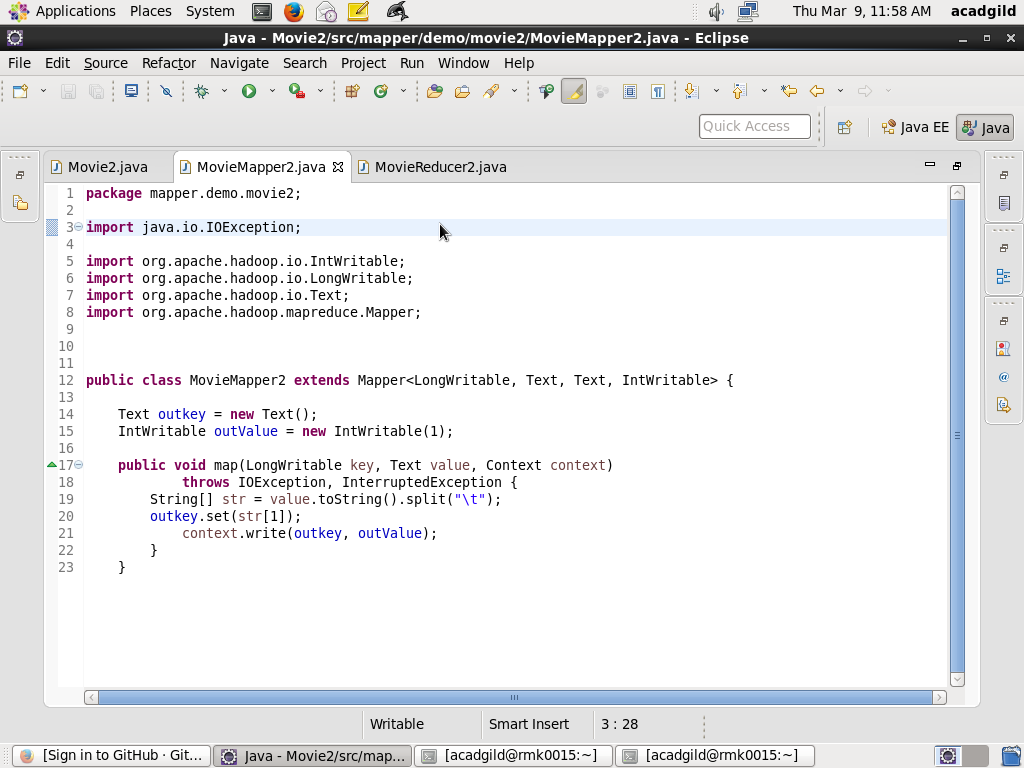 Applications Places System Thu Mar 9, 11:58 AM acadgild
Java - Movie2/src/mapper/demo/movie2/MovieMapper2.java - Eclipse
File Edit Source Refactor Navigate Search Project Run Window Help
Quick Access Java EE Java
Movie2.java MovieMapper2.java MovieReducer2.java
1 package mapper.demo.movie2;
2
3 import java.io.IOException;
4
5 import org.apache.hadoop.io.IntWritable;
6 import org.apache.hadoop.io.LongWritable;
7 import org.apache.hadoop.io.Text;
8 import org.apache.hadoop.mapreduce.Mapper;
9
10
11
12 public class MovieMapper2 extends Mapper<LongWritable, Text, Text, IntWritable> {
13
14     Text outkey = new Text();
15     IntWritable outValue = new IntWritable(1);
16
17     public void map(LongWritable key, Text value, Context context)
18             throws IOException, InterruptedException {
19         String[] str = value.toString().split("\t");
20         outkey.set(str[1]);
21             context.write(outkey, outValue);
22         }
23     }
Writable Smart Insert 3 : 28
[Sign in to GitHub · Git... Java - Movie2/src/map... [acadgild@rmk0015:~] [acadgild@rmk0015:~]